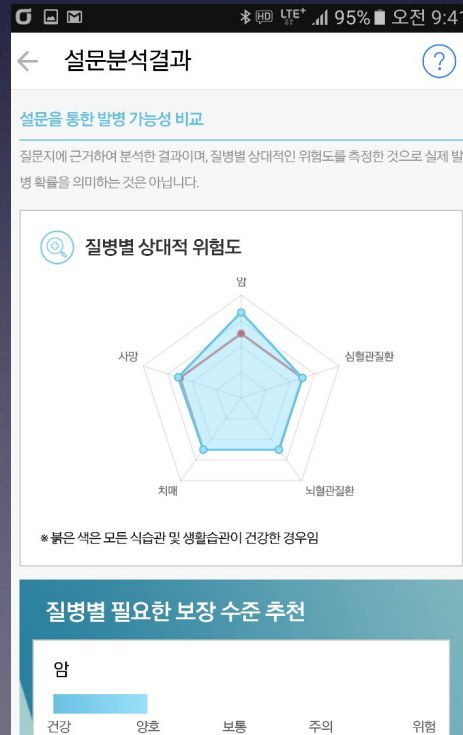 HD LTE+ 95% 오전 9:41
설문분석결과
?
설문을 통한 발병 가능성 비교
질문지에 근거하여 분석한 결과이며, 질병별 상대적인 위험도를 측정한 것으로 실제 발
병 확률을 의미하는 것은 아닙니다.
질병별 상대적 위험도
암
사망
심혈관질환
치매
뇌혈관질환
※ 붉은 색은 모든 식습관 및 생활습관이 건강한 경우임
질병별 필요한 보장 수준 추천
암
건강 양호 보통 주의 위험